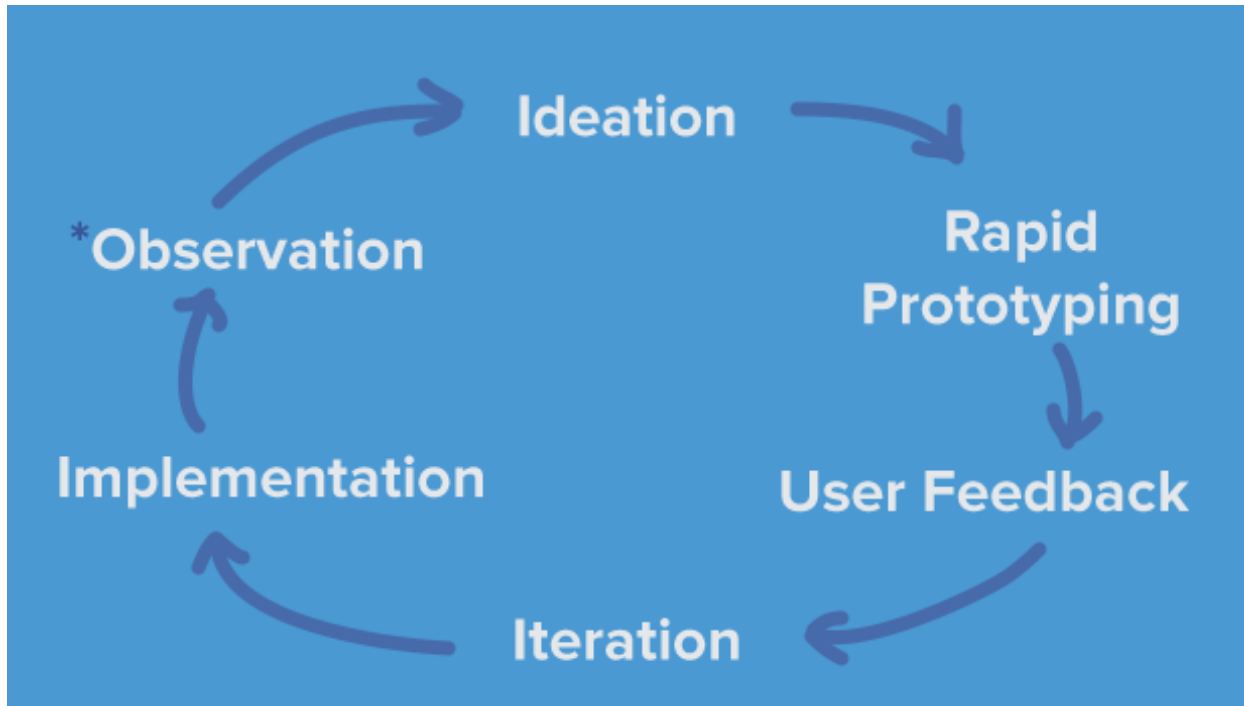 Ideation
*Observation
Rapid
Prototyping
Implementation
User Feedback
Iteration